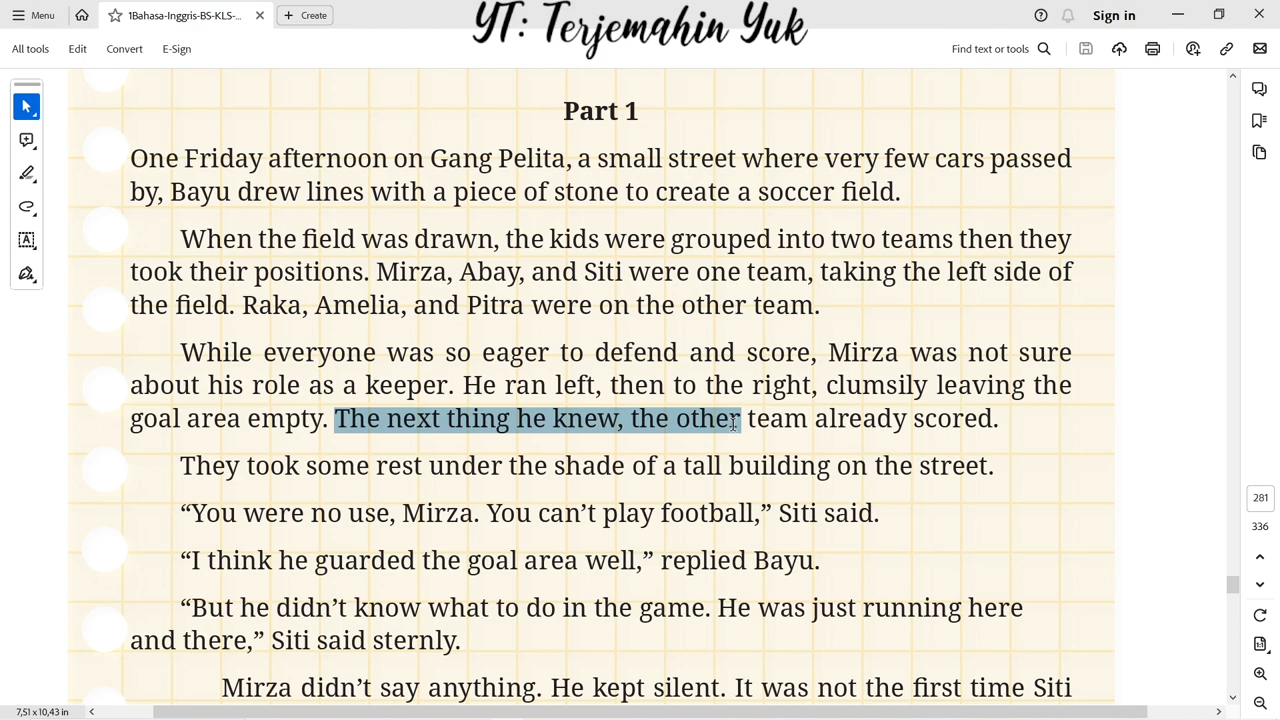 Menu
1Bahasa-Inggris-BS-KLS-...
Create
YT: Terjemahin Yuk
Sign in
All tools
Edit
Convert
E-Sign
Find text or tools
Part 1
One Friday afternoon on Gang Pelita, a small street where very few cars passed
by, Bayu drew lines with a piece of stone to create a soccer field.
When the field was drawn, the kids were grouped into two teams then they
took their positions. Mirza, Abay, and Siti were one team, taking the left side of
the field. Raka, Amelia, and Pitra were on the other team.
While everyone was so eager to defend and score, Mirza was not sure
about his role as a keeper. He ran left, then to the right, clumsily leaving the
goal area empty. The next thing he knew, the other team already scored.
They took some rest under the shade of a tall building on the street.
“You were no use, Mirza. You can’t play football,” Siti said.
“I think he guarded the goal area well,” replied Bayu.
“But he didn’t know what to do in the game. He was just running here
and there,” Siti said sternly.
Mirza didn’t say anything. He kept silent. It was not the first time Siti
281
336
7,51 x 10,43 in